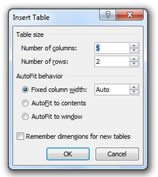 Insert Table
Table size
Number of columns: 5
Number of rows: 2
AutoFit behavior
Fixed column width: Auto
AutoFit to contents
AutoFit to window
Remember dimensions for new tables
OK Cancel